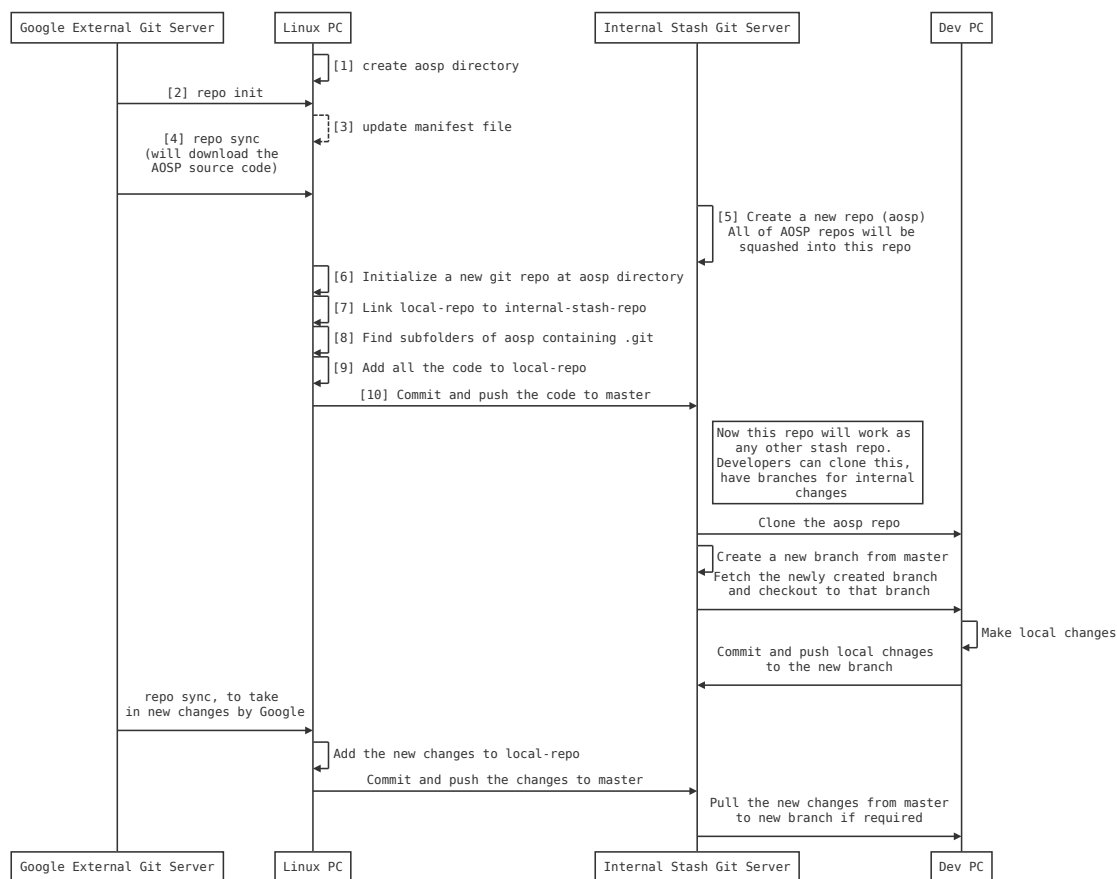 Google External Git Server
Linux PC
Internal Stash Git Server
Dev PC
[1] create aosp directory
[2] repo init
[3] update manifest file
[4] repo sync
(will download the
AOSP source code)
[5] Create a new repo (aosp)
All of AOSP repos will be
squashed into this repo
[6] Initialize a new git repo at aosp directory
[7] Link local-repo to internal-stash-repo
[8] Find subfolders of aosp containing .git
[9] Add all the code to local-repo
[10] Commit and push the code to master
Now this repo will work as
any other stash repo.
Developers can clone this,
have branches for internal
changes
Clone the aosp repo
Create a new branch from master
Fetch the newly created branch
and checkout to that branch
Make local changes
Commit and push local chnages
to the new branch
repo sync, to take
in new changes by Google
Add the new changes to local-repo
Commit and push the changes to master
Pull the new changes from master
to new branch if required
Google External Git Server
Linux PC
Internal Stash Git Server
Dev PC